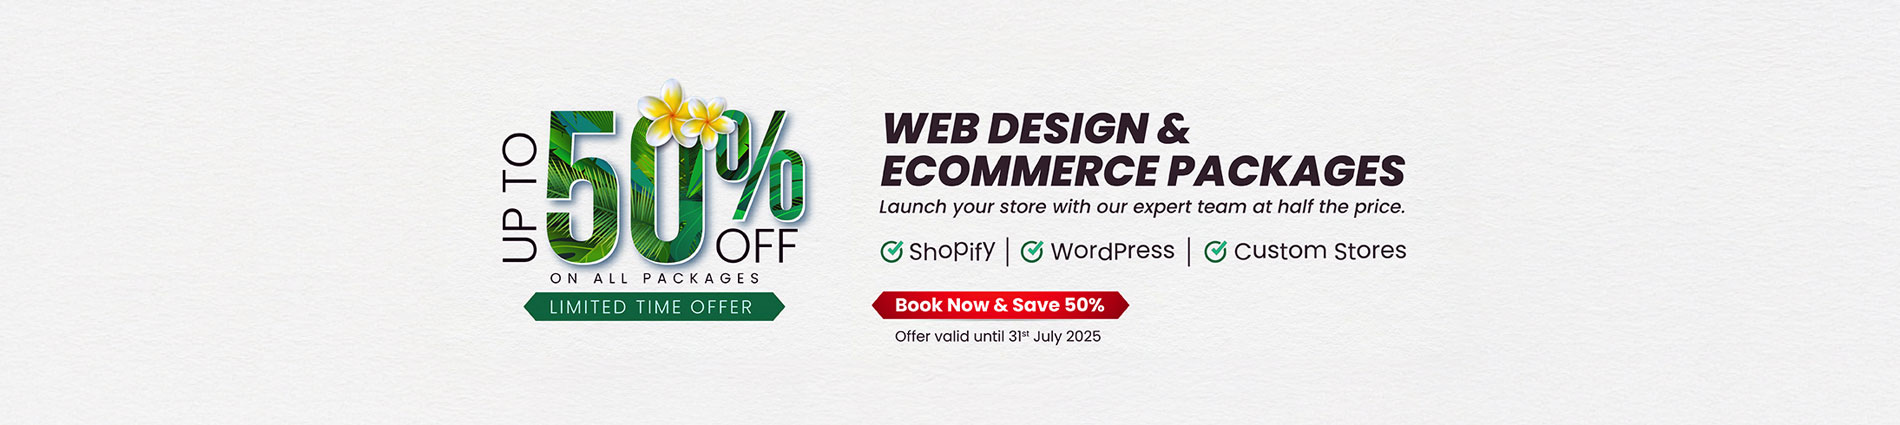 UP TO
50%
OFF
ON ALL PACKAGES
LIMITED TIME OFFER
WEB DESIGN &
ECOMMERCE PACKAGES
Launch your store with our expert team at half the price.
Shopify | WordPress | Custom Stores
Book Now & Save 50%
Offer valid until 31st July 2025